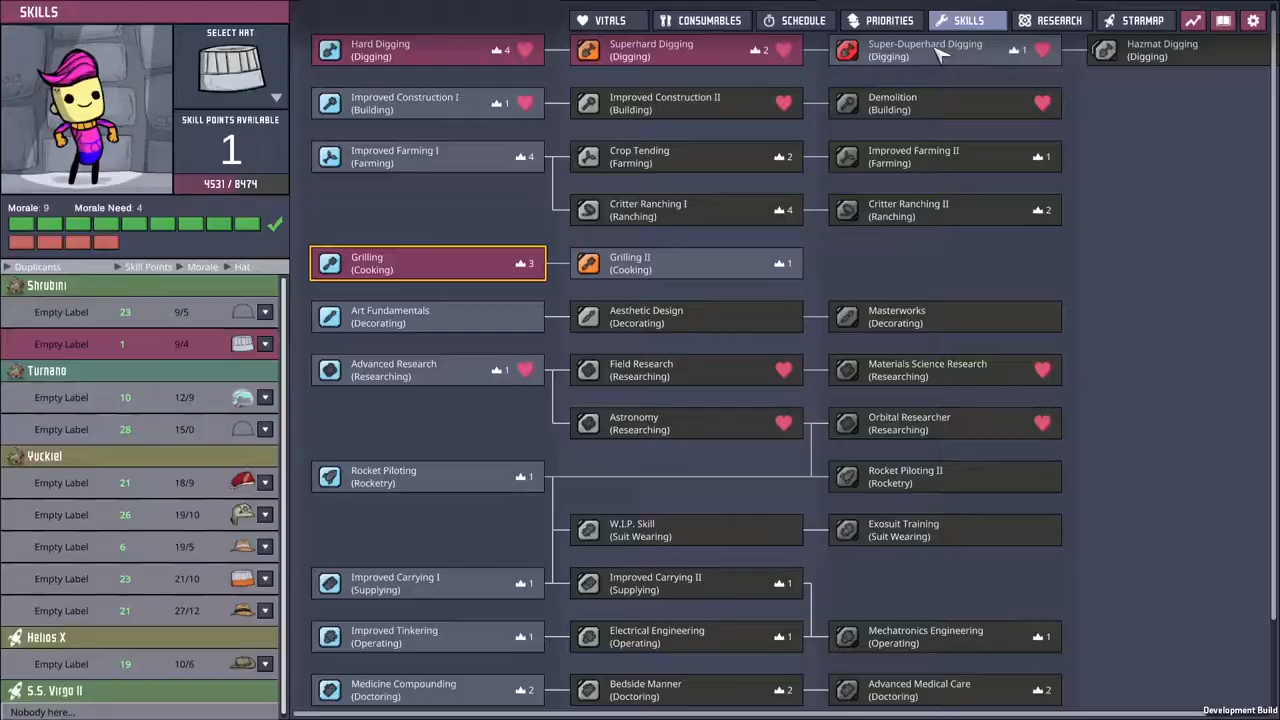 SKILLS
VITALS
CONSUMABLES
SCHEDULE
PRIORITIES
SKILLS
RESEARCH
STARMAP
SELECT HAT
SKILL POINTS AVAILABLE
1
4531 / 8474
Morale: 9 Morale Need: 4
Duplicants Skill Points Morale Hat
Shrubini
Empty Label 23 9/5
Empty Label 1 9/4
Turnano
Empty Label 10 12/9
Empty Label 28 15/0
Yuckiel
Empty Label 21 18/9
Empty Label 26 19/10
Empty Label 6 19/5
Empty Label 23 21/10
Empty Label 21 27/12
Helios X
Empty Label 19 10/6
S.S. Virgo II
Nobody here...
Hard Digging 4
(Digging)
Superhard Digging 2
(Digging)
Super-Duperhard Digging 1
(Digging)
Hazmat Digging
(Digging)
Improved Construction I 1
(Building)
Improved Construction II
(Building)
Demolition
(Building)
Improved Farming I 4
(Farming)
Crop Tending 2
(Farming)
Improved Farming II 1
(Farming)
Critter Ranching I 4
(Ranching)
Critter Ranching II 2
(Ranching)
Grilling 3
(Cooking)
Grilling II 1
(Cooking)
Art Fundamentals
(Decorating)
Aesthetic Design
(Decorating)
Masterworks
(Decorating)
Advanced Research 1
(Researching)
Field Research
(Researching)
Materials Science Research
(Researching)
Astronomy
(Researching)
Orbital Researcher
(Researching)
Rocket Piloting 1
(Rocketry)
Rocket Piloting II
(Rocketry)
W.I.P. Skill
(Suit Wearing)
Exosuit Training
(Suit Wearing)
Improved Carrying I 1
(Supplying)
Improved Carrying II 1
(Supplying)
Improved Tinkering 1
(Operating)
Electrical Engineering 1
(Operating)
Mechatronics Engineering 1
(Operating)
Medicine Compounding 2
(Doctoring)
Bedside Manner 2
(Doctoring)
Advanced Medical Care 2
(Doctoring)
Development Build